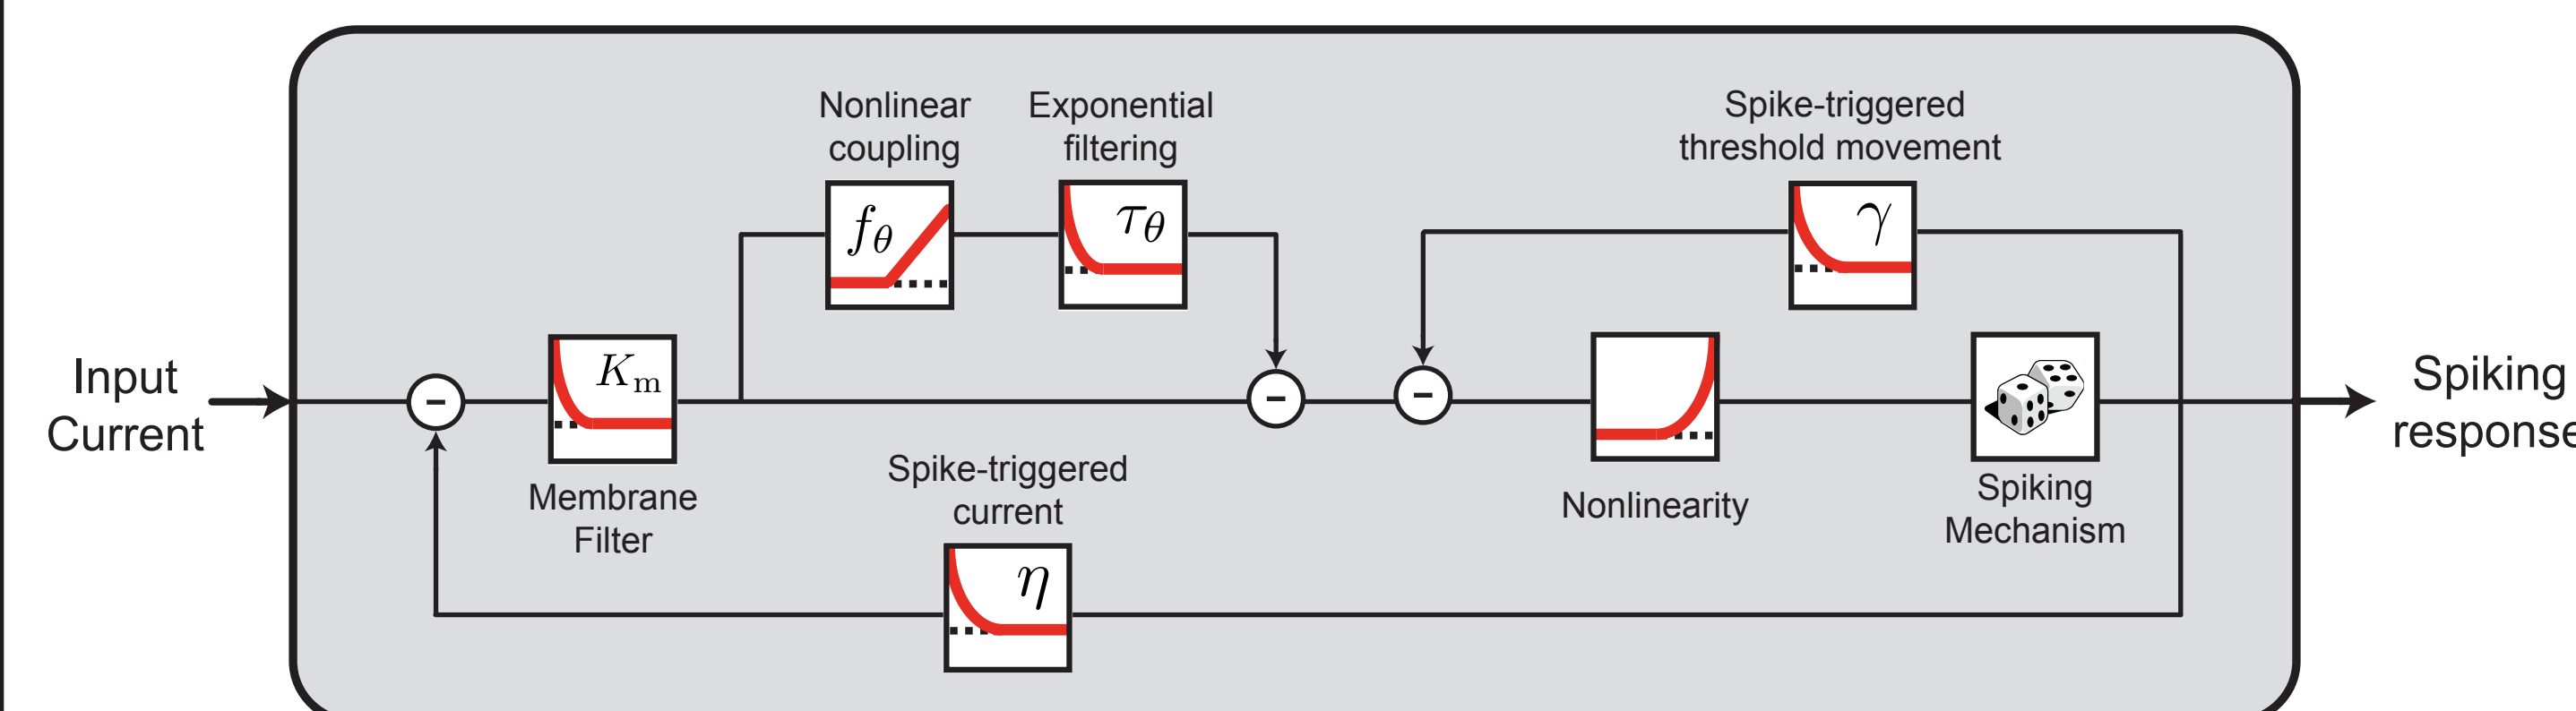 Nonlinear
coupling
Exponential
filtering
Spike-triggered
threshold movement
fθ
τθ
γ
Input
Current
-
Km
-
-
Spiking
response
Membrane
Filter
Spike-triggered
current
Nonlinearity
Spiking
Mechanism
η